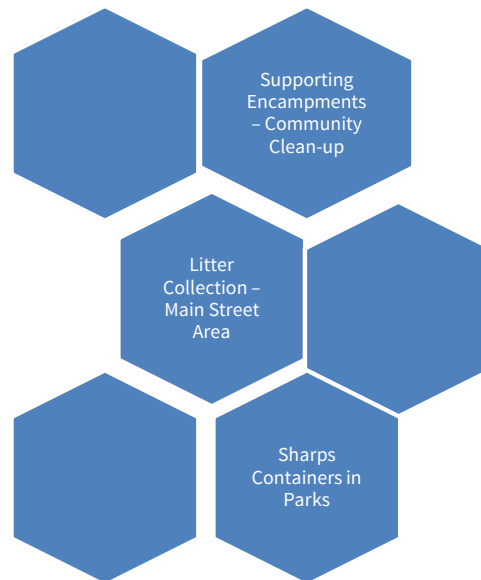 Supporting
Encampments
– Community
Clean-up
Litter
Collection –
Main Street
Area
Sharps
Containers in
Parks